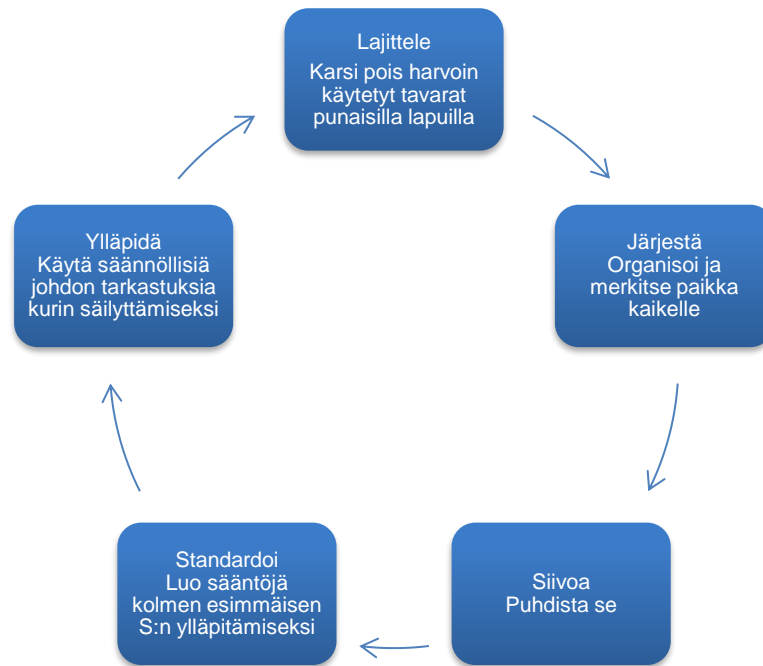 Lajittele
Karsi pois harvoin
käytetyt tavarat
punaisilla lapuilla
Järjestä
Organisoi ja
merkitse paikka
kaikelle
Siivoa
Puhdista se
Standardoi
Luo sääntöjä
kolmen esimmäisen
S:n ylläpitämiseksi
Ylläpidä
Käytä säännöllisiä
johdon tarkastuksia
kurin säilyttämiseksi